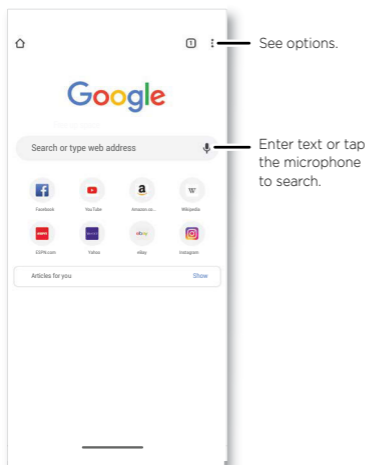 1
See options.
Google
Search or type web address
Enter text or tap
the microphone
to search.
Facebook
YouTube
Amazon.co...
Wikipedia
ESPN.com
Yahoo
eBay
Instagram
Articles for you
Show